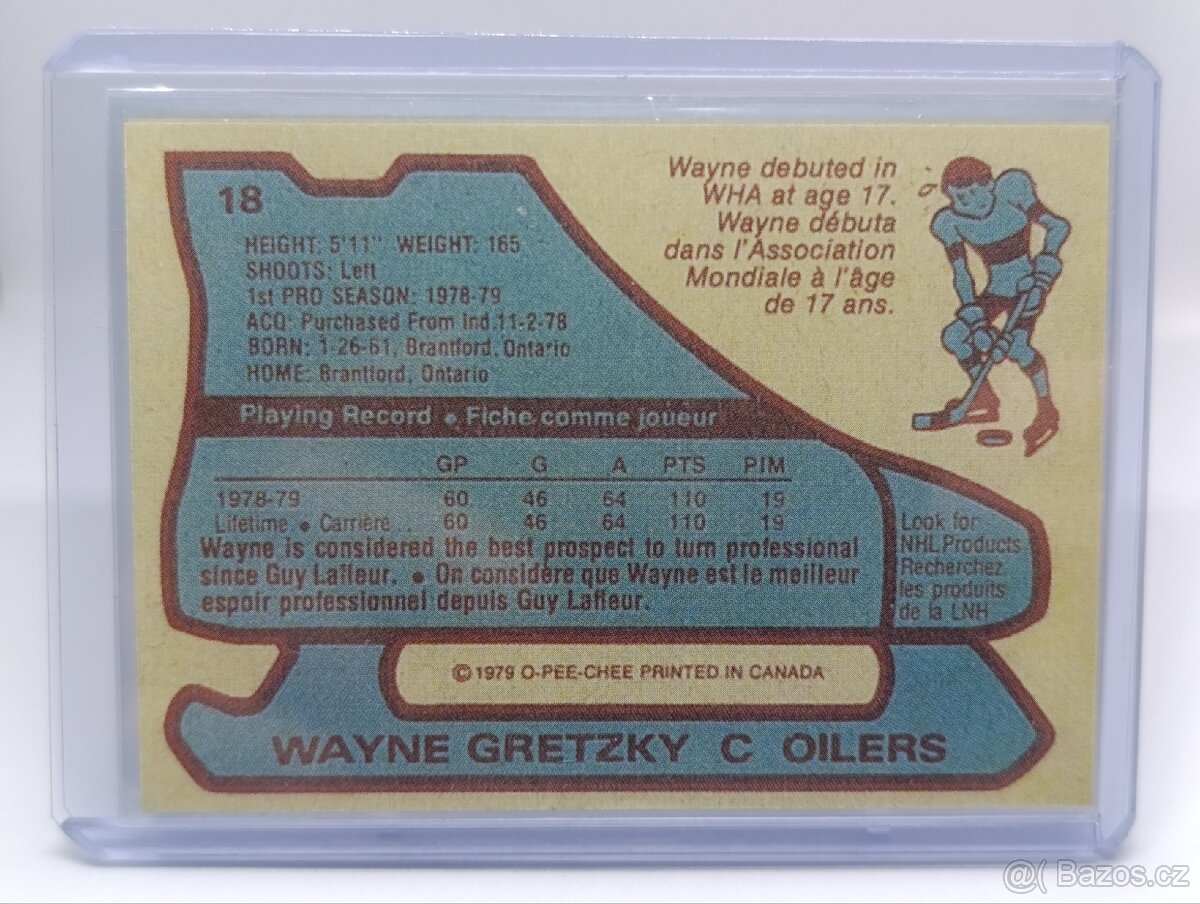 18
HEIGHT: 5'11" WEIGHT: 165
SHOOTS: Left
1st PRO SEASON: 1978-79
ACQ: Purchased From Ind.11-2-78
BORN: 1-26-61, Brantford, Ontario
HOME: Brantford, Ontario
Wayne debuted in
WHA at age 17.
Wayne débuta
dans l'Association
Mondiale à l'âge
de 17 ans.
Playing Record • Fiche comme joueur
GP G A PTS PIM
1978-79 60 46 64 110 19
Lifetime • Carrière.. 60 46 64 110 19
Wayne is considered the best prospect to turn professional
since Guy Lafleur. • On considère que Wayne est le meilleur
espoir professionnel depuis Guy Lafleur.
Look for
NHL Products
Recherchez
les produits
de la LNH
© 1979 O-PEE-CHEE PRINTED IN CANADA
WAYNE GRETZKY C OILERS
@( Bazos.cz